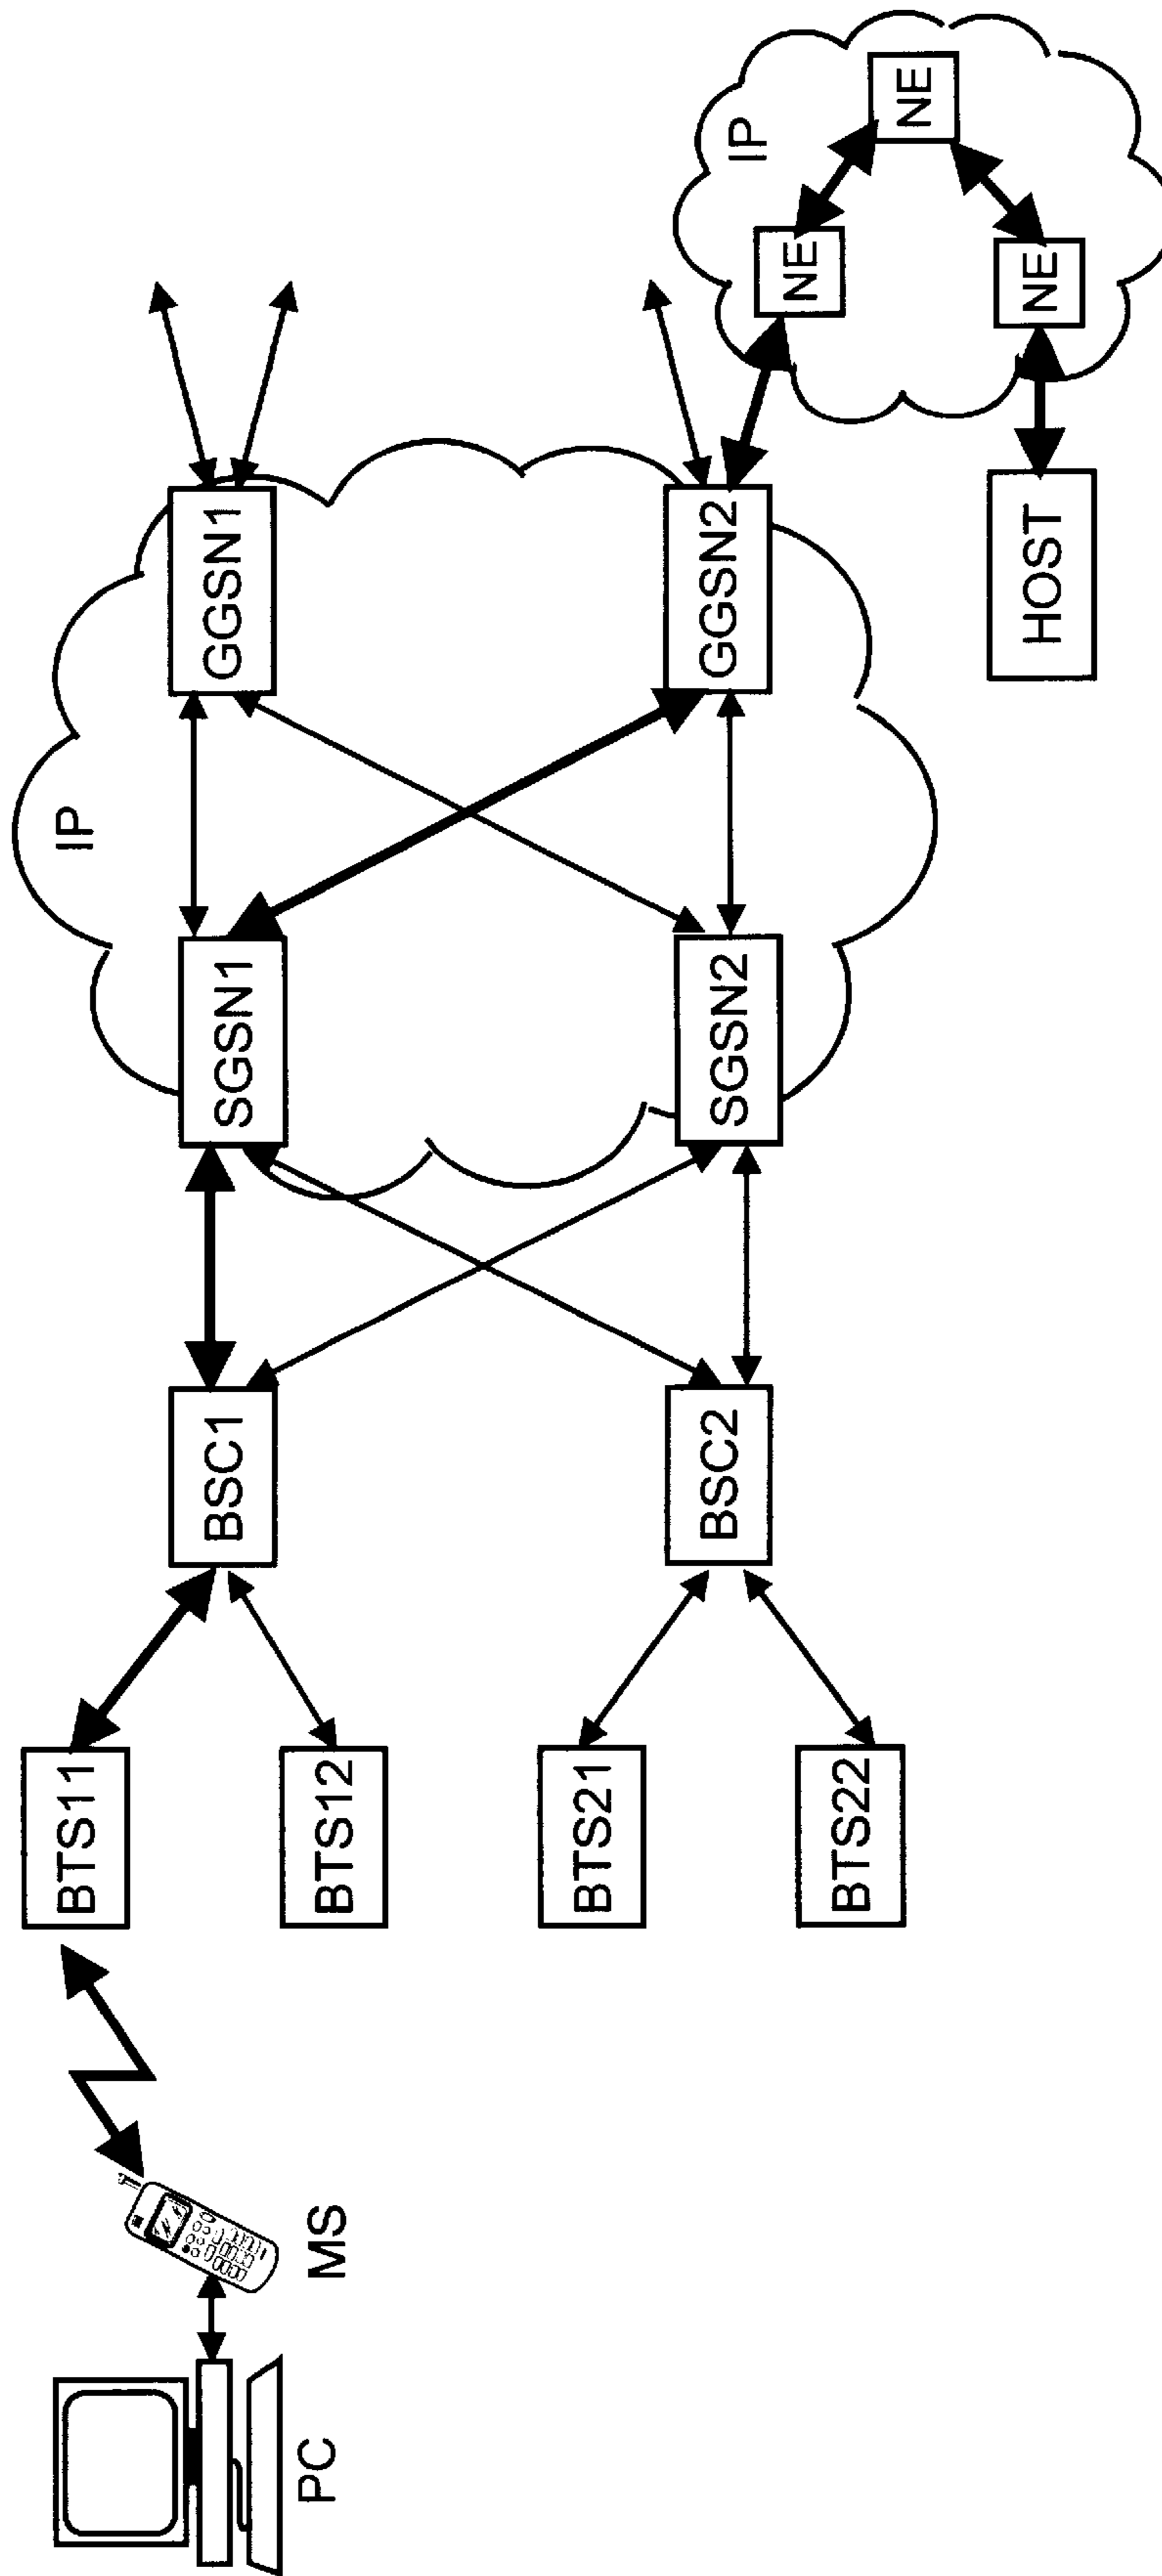 PC
MS
BTS11
BTS12
BTS21
BTS22
BSC1
BSC2
SGSN1
SGSN2
IP
GGSN1
GGSN2
HOST
IP
NE
NE
NE